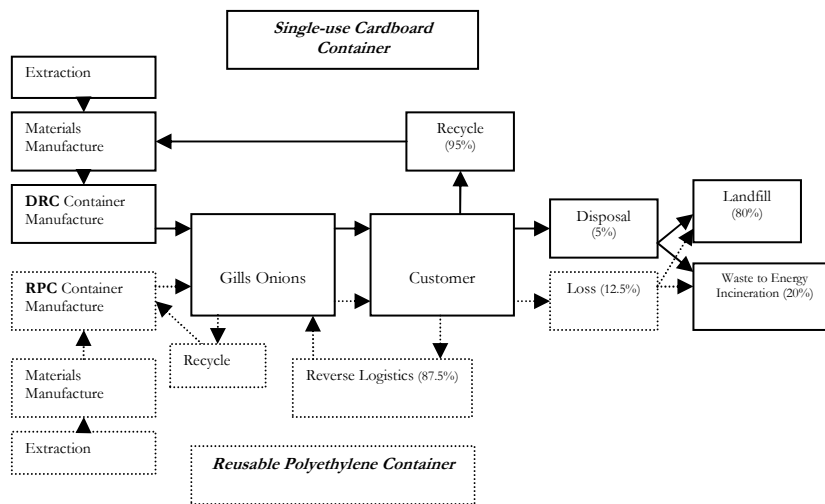 Single-use Cardboard
Container
Extraction
Materials
Manufacture
Recycle
(95%)
DRC Container
Manufacture
Gills Onions
Customer
Disposal
(5%)
Landfill
(80%)
RPC Container
Manufacture
Loss (12.5%)
Waste to Energy
Incineration (20%)
Recycle
Reverse Logistics (87.5%)
Materials
Manufacture
Extraction
Reusable Polyethylene Container